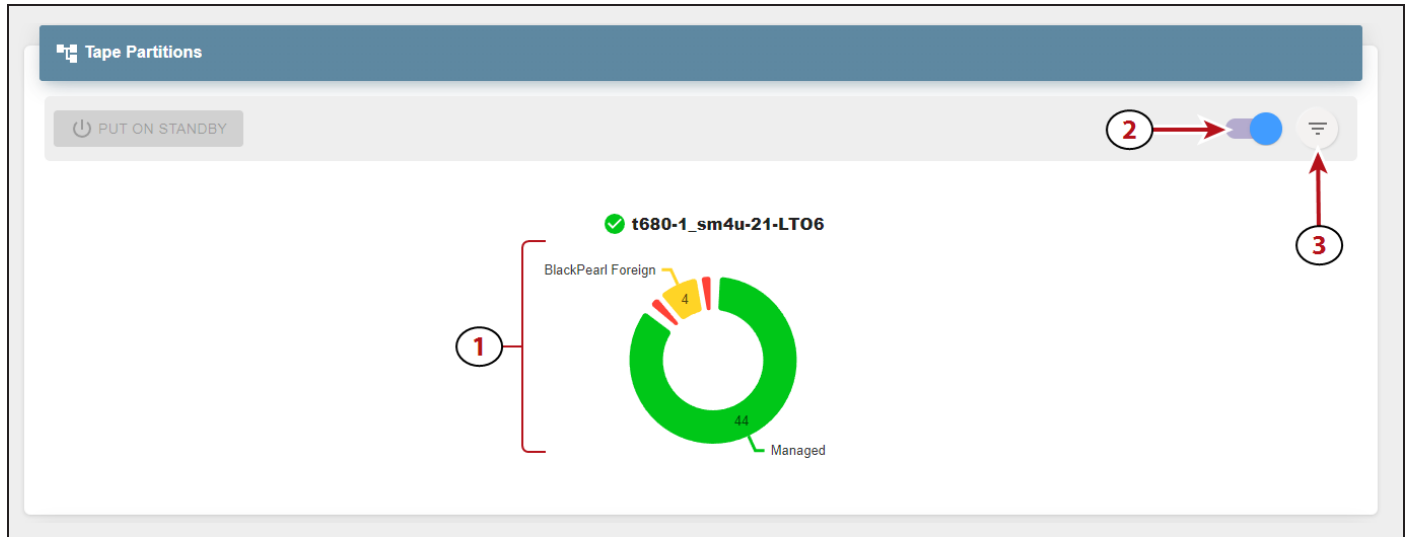 Tape Partitions
PUT ON STANDBY
2
3
t680-1_sm4u-21-LTO6
BlackPearl Foreign
4
1
44
Managed